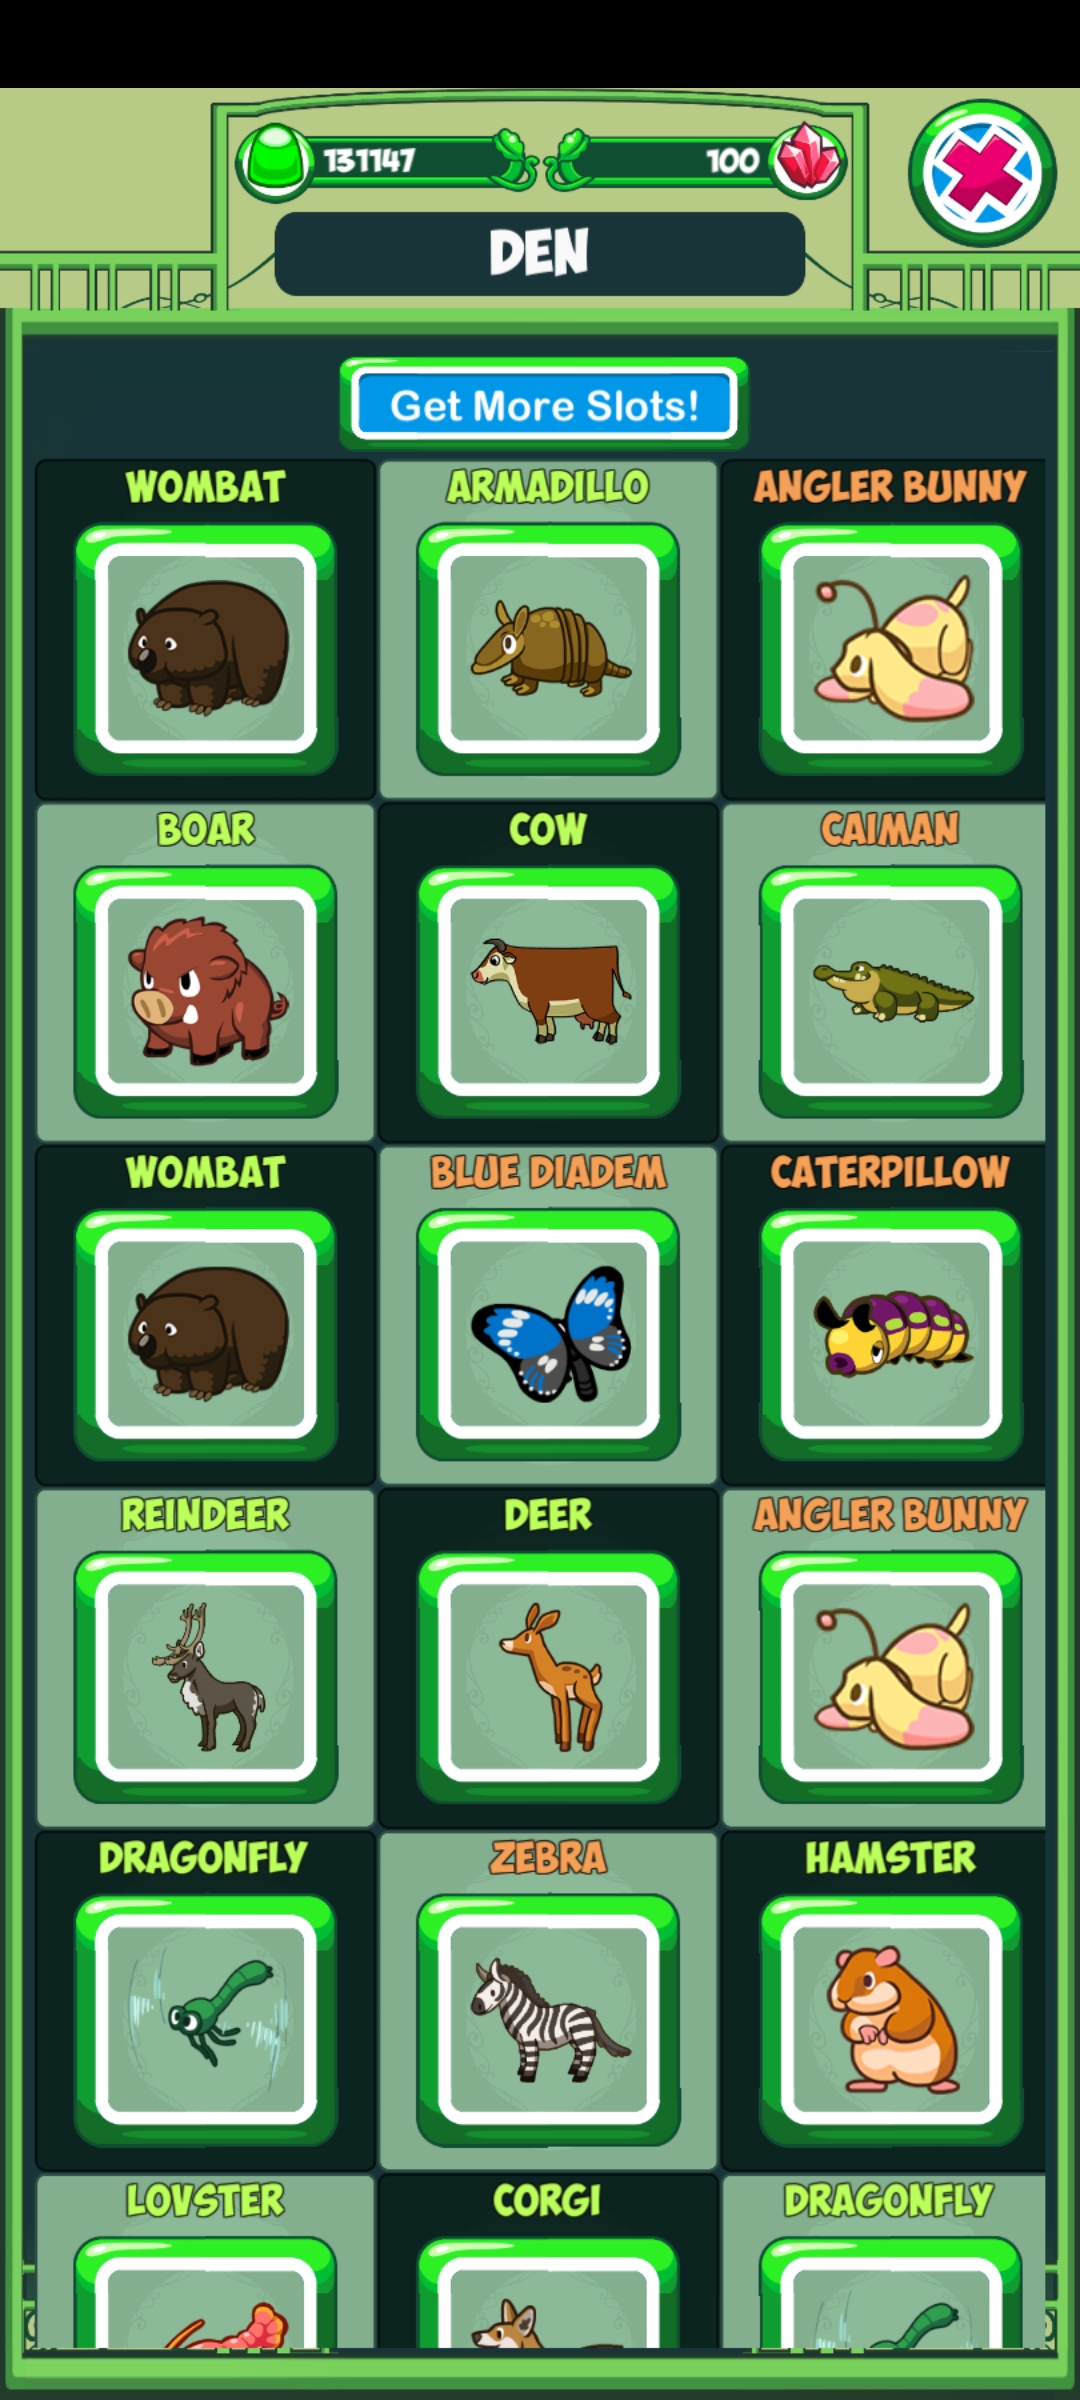 131147
100
DEN
Get More Slots!
WOMBAT
ARMADILLO
ANGLER BUNNY
BOAR
COW
CAIMAN
WOMBAT
BLUE DIADEM
CATERPILLOW
REINDEER
DEER
ANGLER BUNNY
DRAGONFLY
ZEBRA
HAMSTER
LOVSTER
CORGI
DRAGONFLY